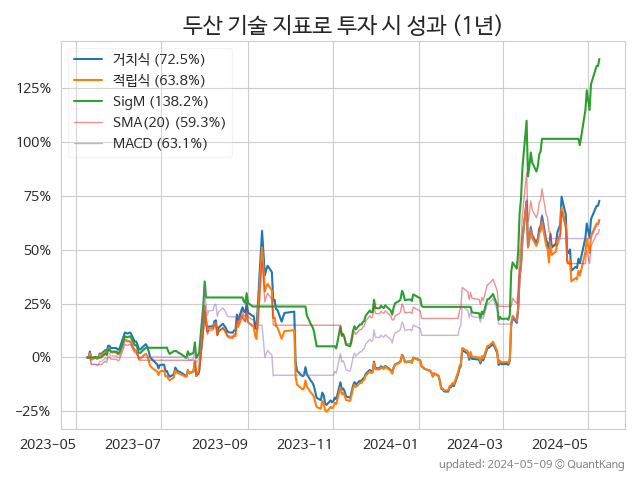 두산 기술 지표로 투자 시 성과 (1년)
거치식 (72.5%)
적립식 (63.8%)
SigM (138.2%)
SMA(20) (59.3%)
MACD (63.1%)
125%
100%
75%
50%
25%
0%
−25%
2023-05 2023-07 2023-09 2023-11 2024-01 2024-03 2024-05
updated: 2024-05-09 © QuantKang